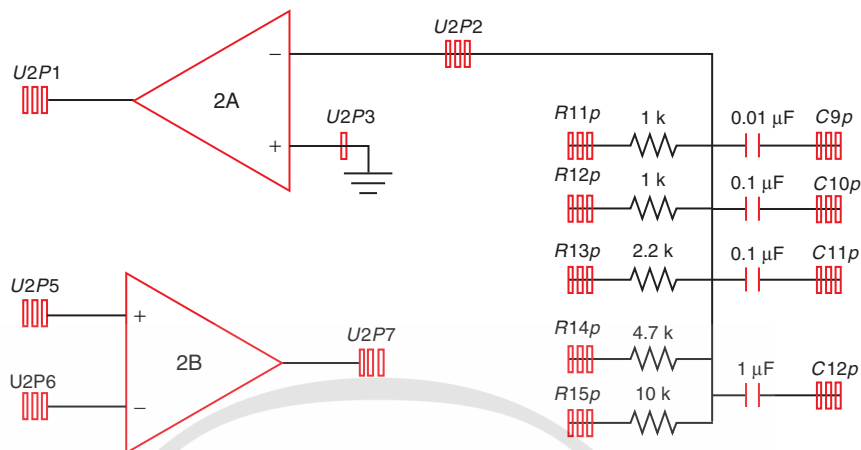 U2P2
U2P1
−
2A
U2P3
+
R11p 1 k 0.01 μF C9p
R12p 1 k 0.1 μF C10p
R13p 2.2 k 0.1 μF C11p
U2P5
+
2B
U2P7
U2P6
−
R14p 4.7 k
1 μF C12p
R15p 10 k